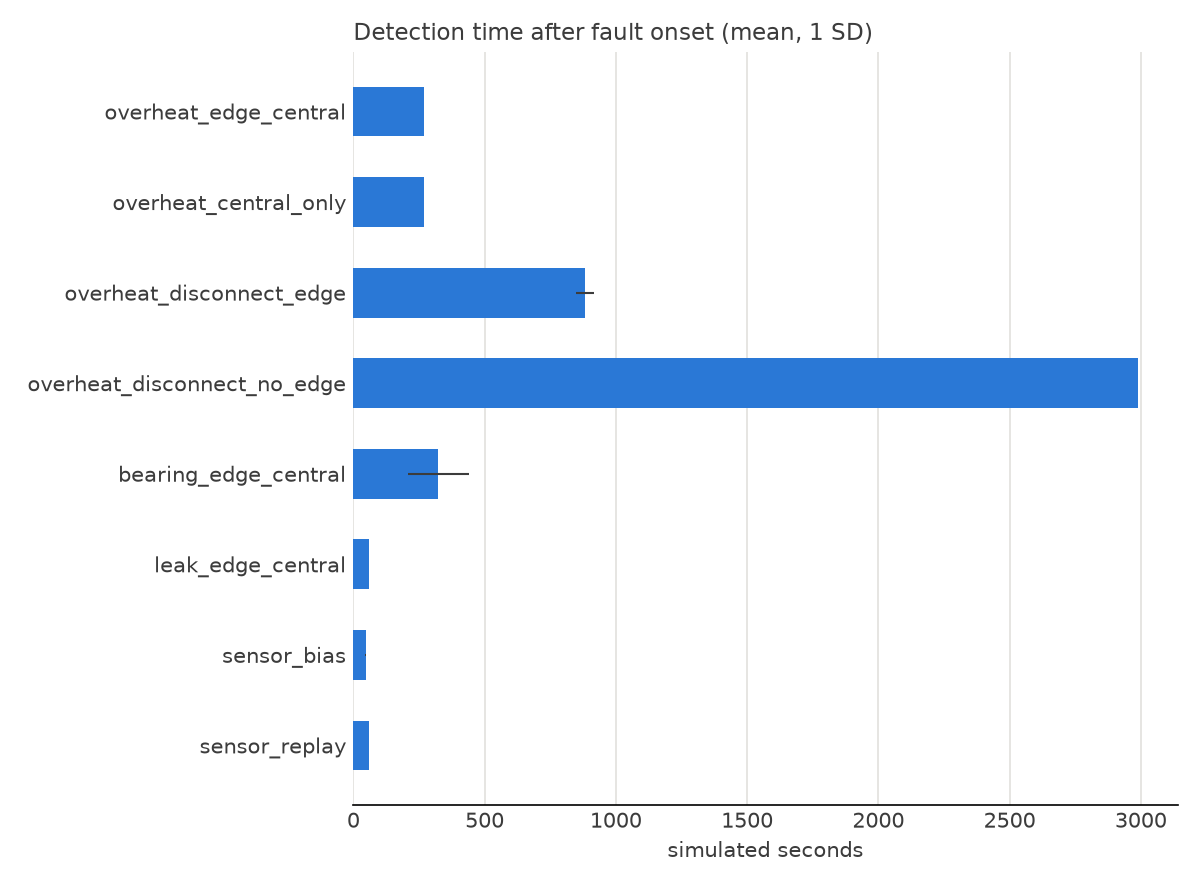 Detection time after fault onset (mean, 1 SD)
overheat_edge_central
overheat_central_only
overheat_disconnect_edge
overheat_disconnect_no_edge
bearing_edge_central
leak_edge_central
sensor_bias
sensor_replay
0 500 1000 1500 2000 2500 3000
simulated seconds